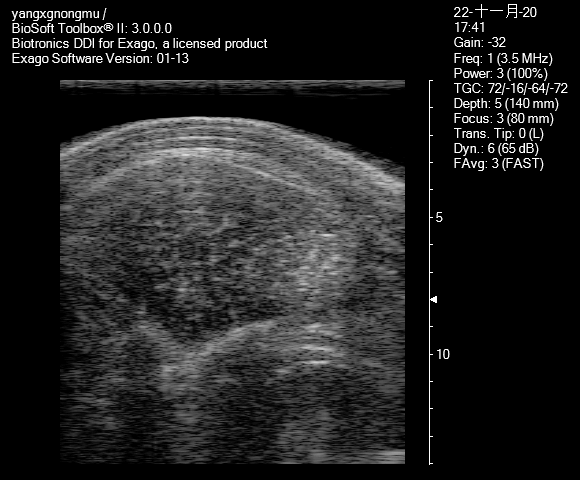 yangxgnongmu /
BioSoft Toolbox® II: 3.0.0.0
Biotronics DDI for Exago, a licensed product
Exago Software Version: 01-13
22-十一月-20
17:41
Gain: -32
Freq: 1 (3.5 MHz)
Power: 3 (100%)
TGC: 72/-16/-64/-72
Depth: 5 (140 mm)
Focus: 3 (80 mm)
Trans. Tip: 0 (L)
Dyn.: 6 (65 dB)
FAvg: 3 (FAST)
5
10